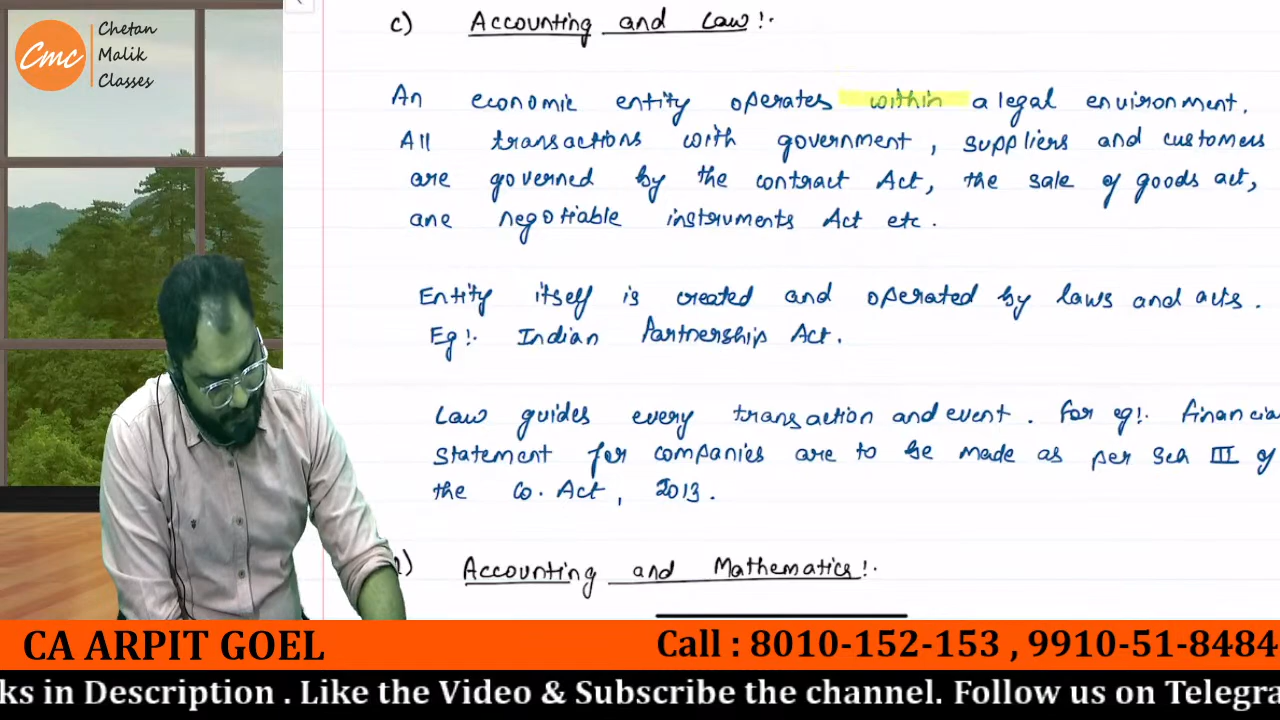 Cmc
Chetan
Malik
Classes
c) Accounting and Law :-
An economic entity operates within a legal environment.
All transactions with government, suppliers and customers
are governed by the contract Act, the sale of goods act,
ane negotiable instruments Act etc.
Entity itself is created and operated by laws and acts.
Eg :- Indian Partnership Act.
Law guides every transaction and event. For eg :- Financia
Statement for companies are to be made as per Sch III of
the Co. Act, 2013.
) Accounting and Mathematics :-
CA ARPIT GOEL
Call : 8010-152-153 , 9910-51-8484
ks in Description . Like the Video & Subscribe the channel. Follow us on Telegra